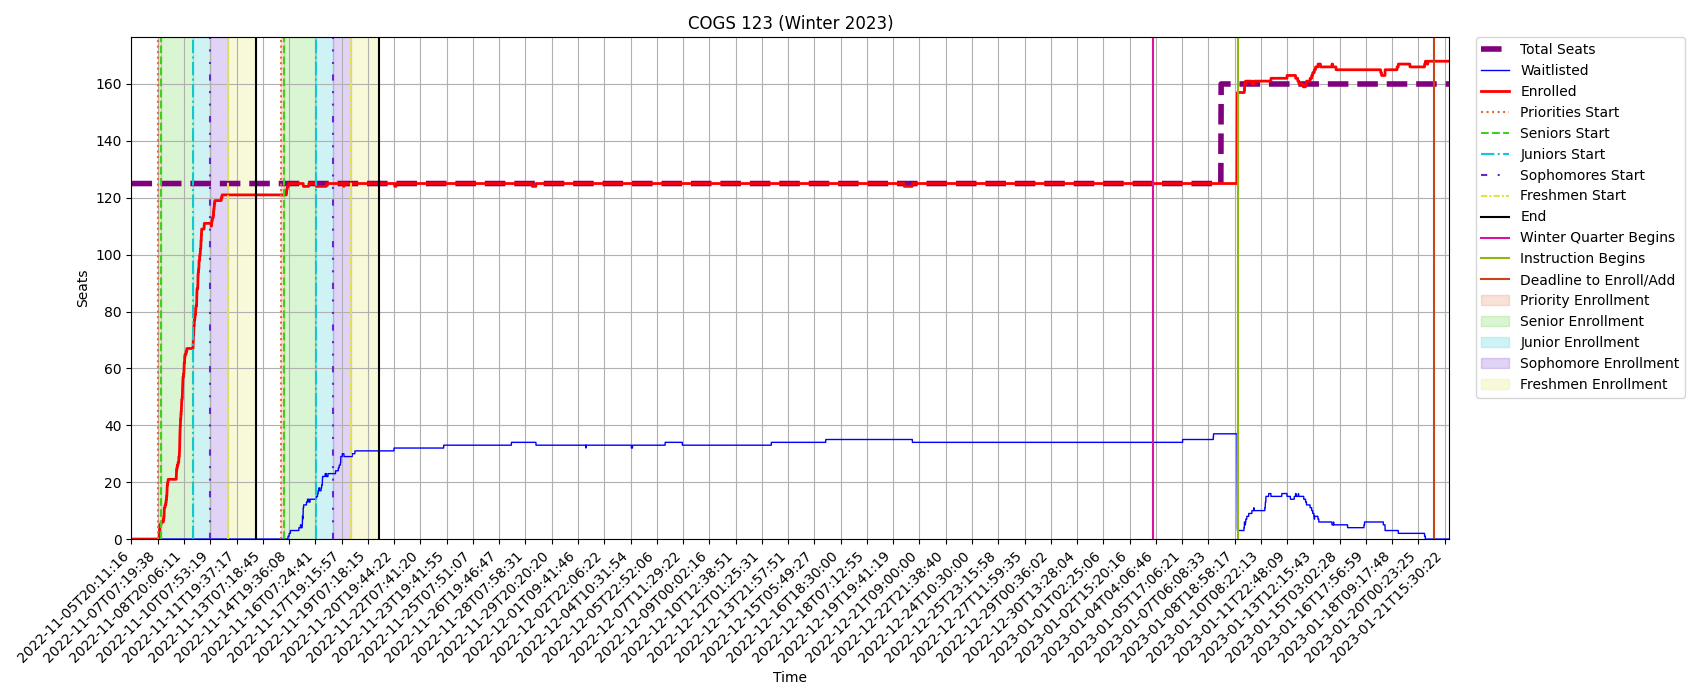 COGS 123 (Winter 2023)
Seats
160
140
120
100
80
60
40
20
0
2022-11-05T20:11:16
2022-11-07T07:19:38
2022-11-08T20:06:11
2022-11-10T07:53:19
2022-11-11T19:37:17
2022-11-13T07:18:45
2022-11-14T19:36:08
2022-11-16T07:24:41
2022-11-17T19:15:57
2022-11-19T07:18:15
2022-11-20T19:44:22
2022-11-22T07:41:20
2022-11-23T19:41:55
2022-11-25T07:51:07
2022-11-26T19:46:47
2022-11-28T07:58:31
2022-11-29T20:20:20
2022-12-01T09:41:46
2022-12-02T22:06:22
2022-12-04T10:31:54
2022-12-05T22:52:06
2022-12-07T11:29:22
2022-12-09T00:02:16
2022-12-10T12:38:51
2022-12-12T01:25:31
2022-12-13T21:57:51
2022-12-15T05:49:27
2022-12-16T18:30:00
2022-12-18T07:12:55
2022-12-19T19:41:19
2022-12-21T09:00:00
2022-12-22T21:38:40
2022-12-24T10:30:00
2022-12-25T23:15:58
2022-12-27T11:59:35
2022-12-29T00:36:02
2022-12-30T13:28:04
2023-01-01T02:25:06
2023-01-02T15:20:16
2023-01-04T04:06:46
2023-01-05T17:06:21
2023-01-07T06:08:33
2023-01-08T18:58:17
2023-01-10T08:22:13
2023-01-11T22:48:09
2023-01-13T12:15:43
2023-01-15T03:02:28
2023-01-16T17:56:59
2023-01-18T09:17:48
2023-01-20T00:23:25
2023-01-21T15:30:22
Time
Total Seats
Waitlisted
Enrolled
Priorities Start
Seniors Start
Juniors Start
Sophomores Start
Freshmen Start
End
Winter Quarter Begins
Instruction Begins
Deadline to Enroll/Add
Priority Enrollment
Senior Enrollment
Junior Enrollment
Sophomore Enrollment
Freshmen Enrollment